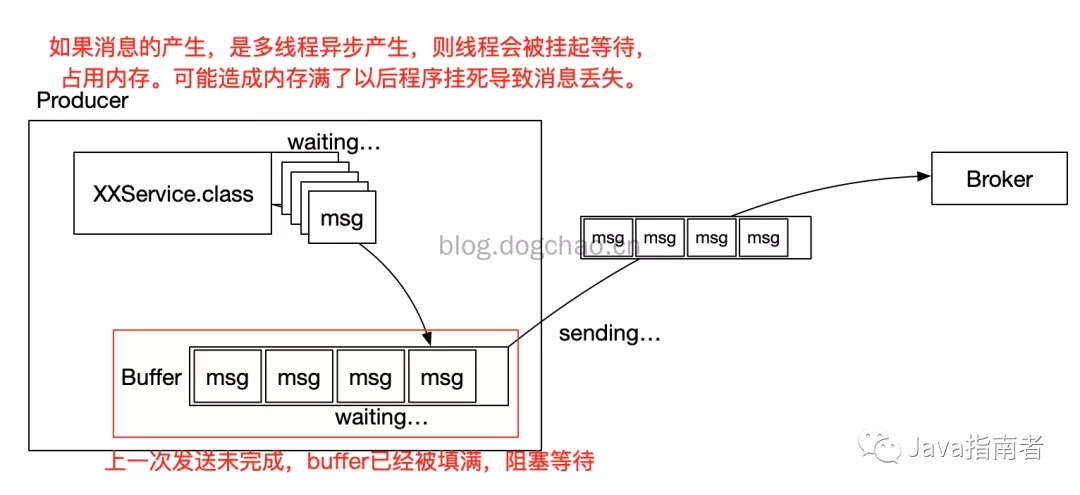 如果消息的产生，是多线程异步产生，则线程会被挂起等待，
占用内存。可能造成内存满了以后程序挂死导致消息丢失。
Producer
waiting...
XXService.class
msg
Broker
msg msg msg msg
blog.dogchao.cn
sending...
Buffer msg msg msg msg
waiting...
上一次发送未完成，buffer已经被填满，阻塞等待
Java指南者